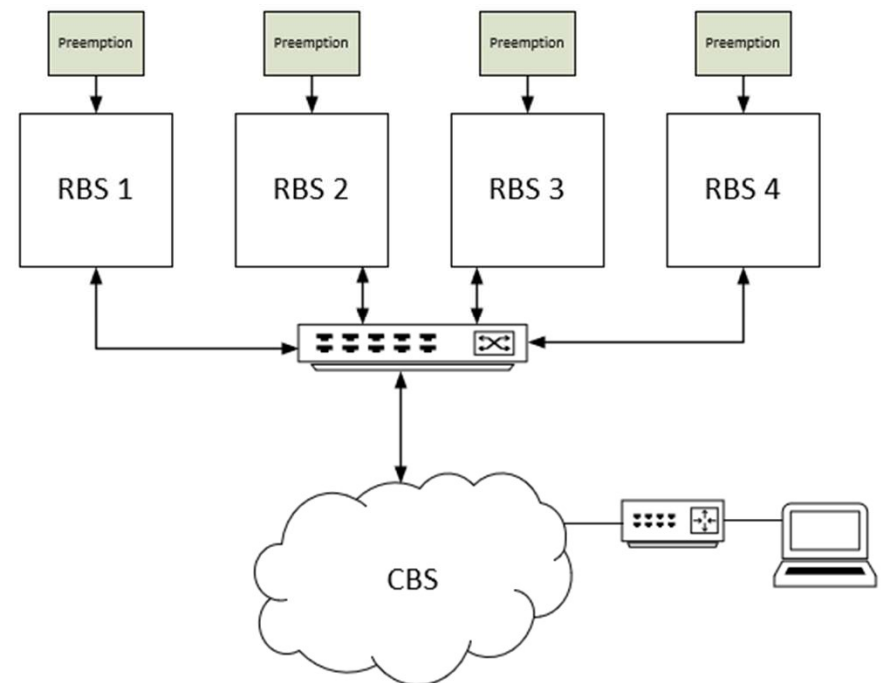 Preemption
Preemption
Preemption
Preemption
RBS 1
RBS 2
RBS 3
RBS 4
CBS